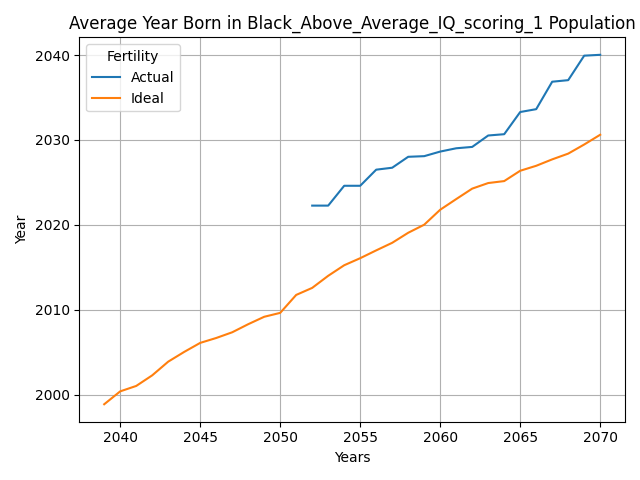 Average Year Born in Black_Above_Average_IQ_scoring_1 Population
Fertility
Actual
Ideal
2040
2030
2020
2010
2000
Year
2040 2045 2050 2055 2060 2065 2070
Years